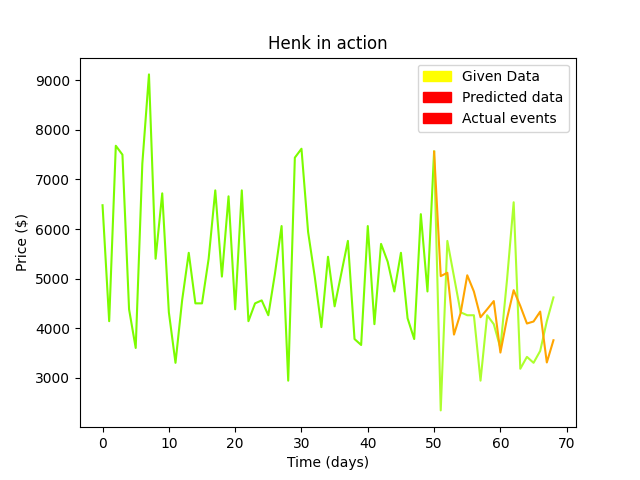 Henk in action
Given Data
Predicted data
Actual events
Price ($)
9000
8000
7000
6000
5000
4000
3000
0 10 20 30 40 50 60 70
Time (days)